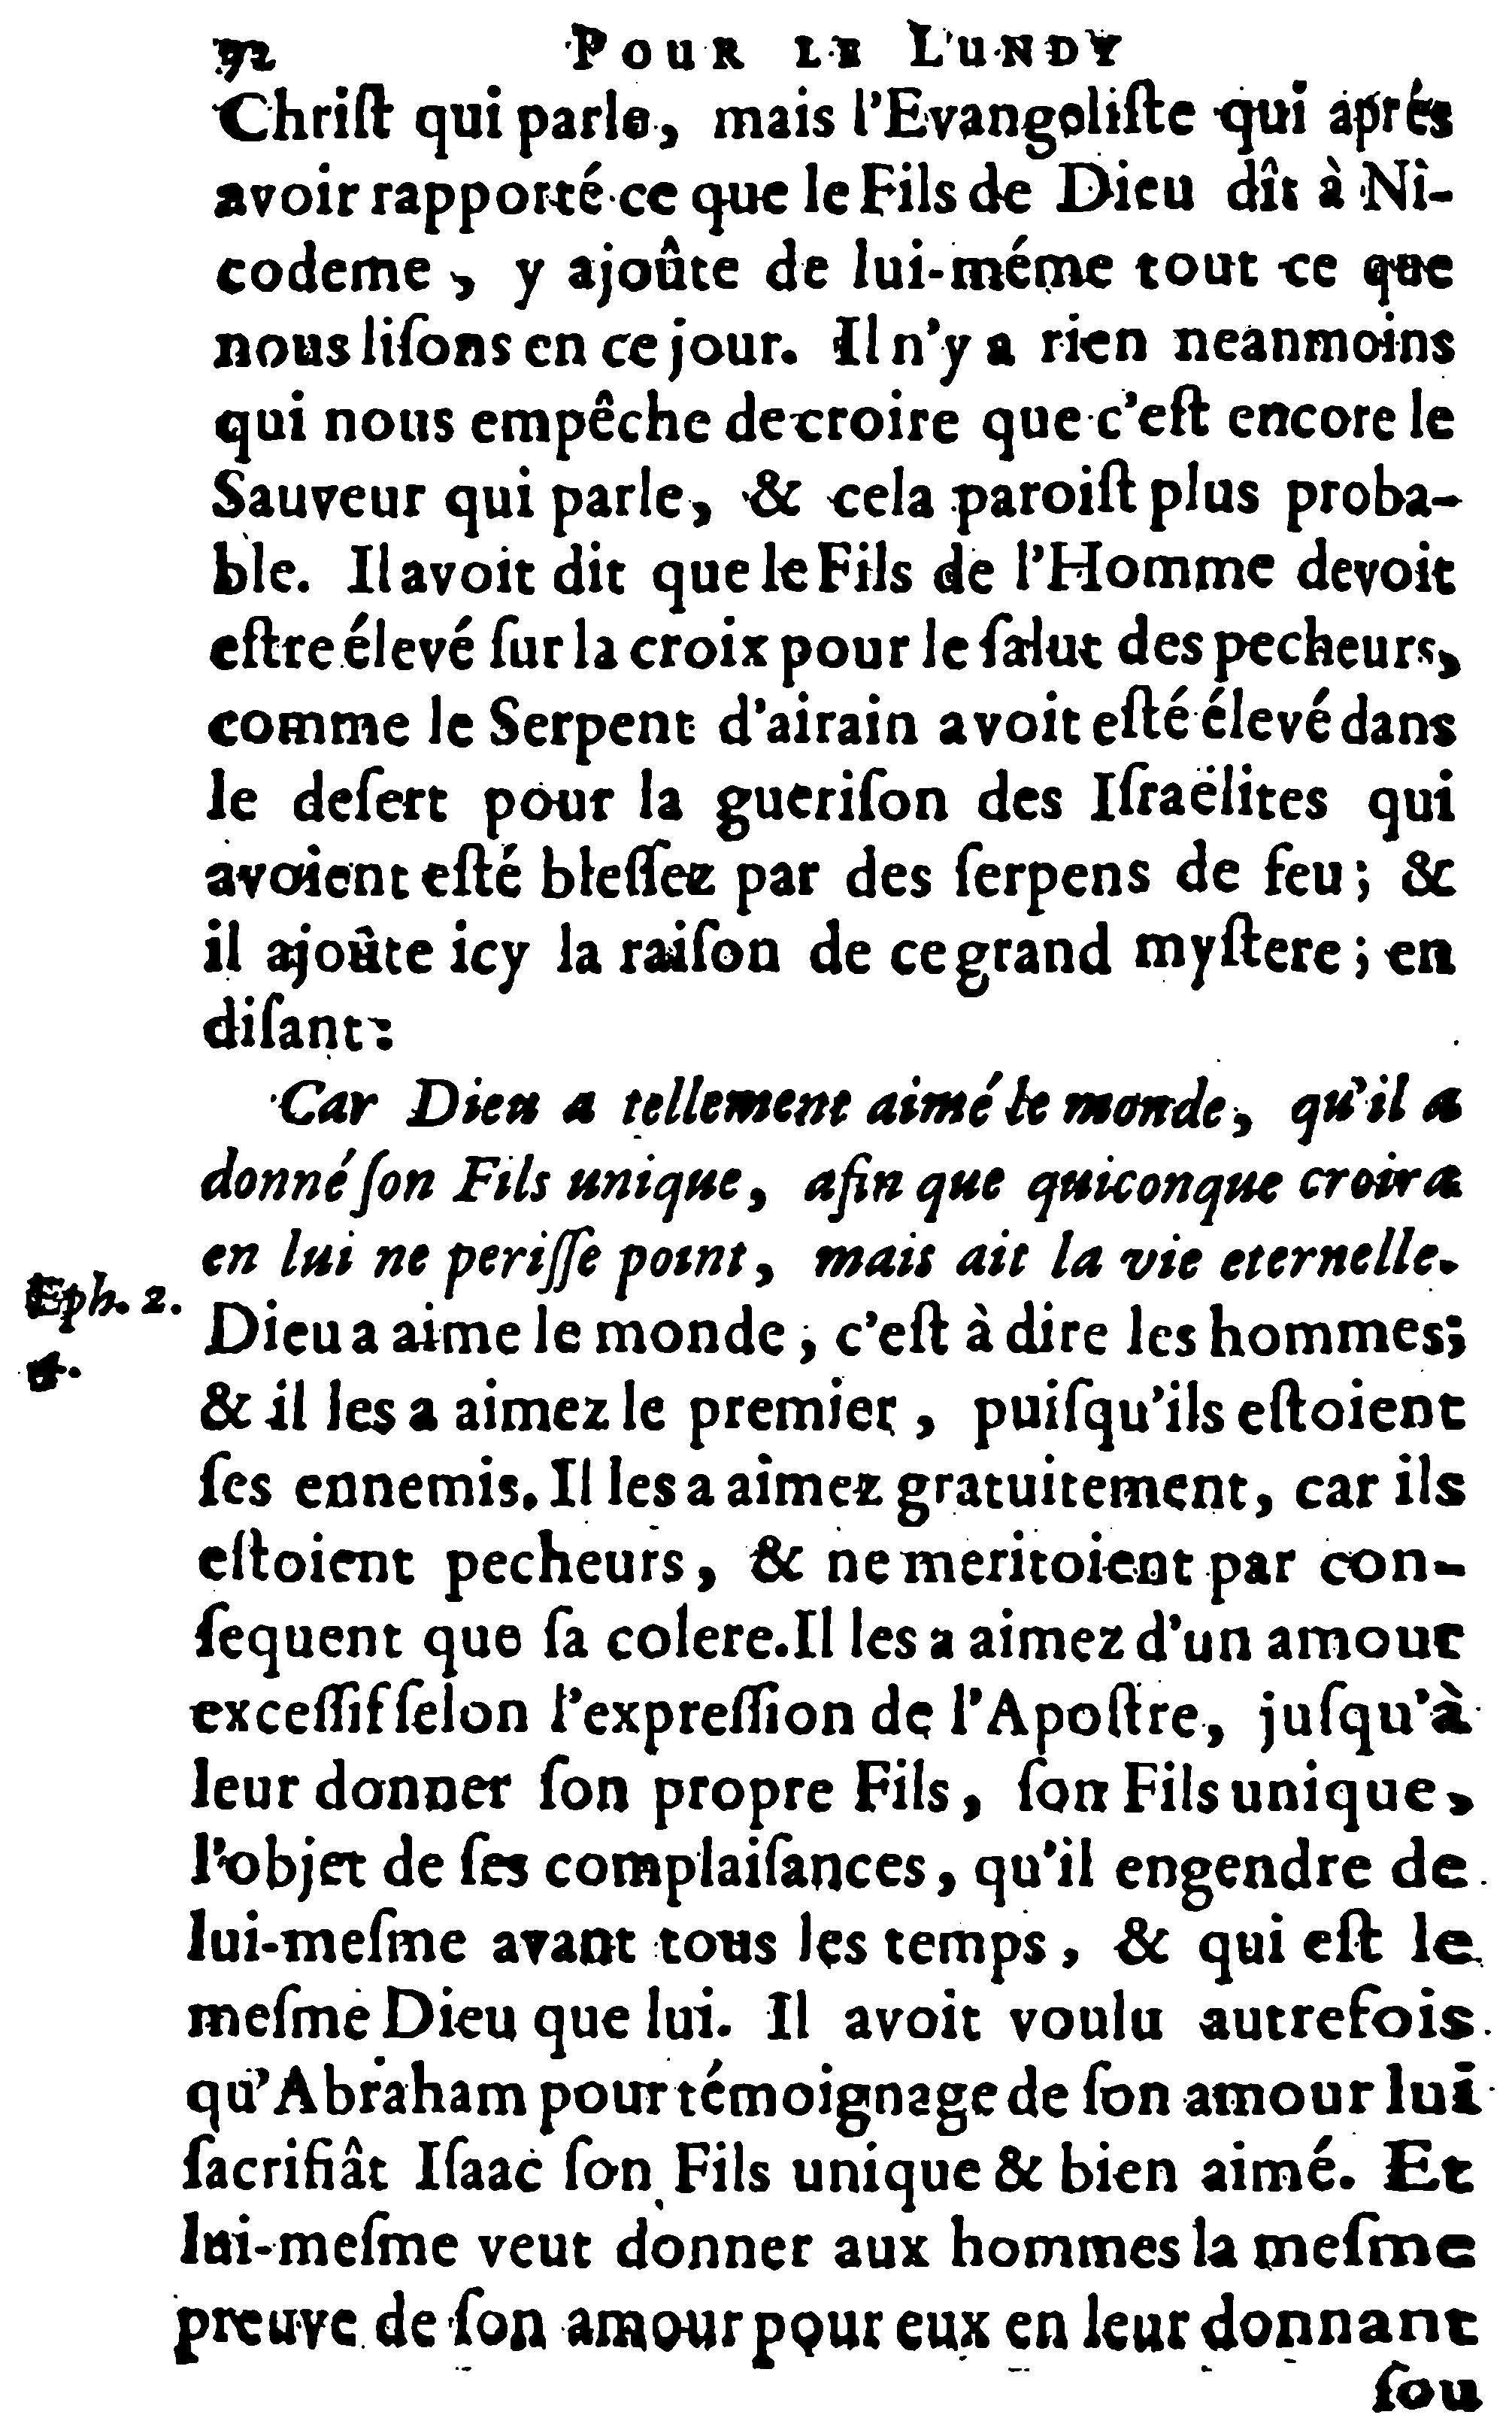 92 POUR LE LUNDY
Chriſt qui parle, mais l'Evangeliſte qui aprés
avoir rapporté ce que le Fils de Dieu dît à Ni-
codeme, y ajoûte de lui-méme tout ce que
nous liſons en ce jour. Il n'y a rien neanmoins
qui nous empêche de croire que c'eſt encore le
Sauveur qui parle, & cela paroiſt plus proba-
ble. Il avoit dit que le Fils de l'Homme devoit
eſtre élevé ſur la croix pour le ſalut des pecheurs,
comme le Serpent d'airain avoit eſté élevé dans
le deſert pour la gueriſon des Iſraëlites qui
avoient eſté bleſſez par des ſerpens de feu; &
il ajoûte icy la raiſon de ce grand myſtere; en
diſant:
Car Dieu a tellement aimé le monde, qu'il a
donné ſon Fils unique, afin que quiconque croira
en lui ne periſſe point, mais ait la vie eternelle.
Eph. 2.
4.
Dieu a aime le monde, c'eſt à dire les hommes;
& il les a aimez le premier, puiſqu'ils eſtoient
ſes ennemis. Il les a aimez gratuitement, car ils
eſtoient pecheurs, & ne meritoient par con-
ſequent que ſa colere. Il les a aimez d'un amour
exceſſif ſelon l'expreſſion de l'Apoſtre, juſqu'à
leur donner ſon propre Fils, ſon Fils unique,
l'objet de ſes complaiſances, qu'il engendre de
lui-meſme avant tous les temps, & qui eſt le
meſme Dieu que lui. Il avoit voulu autrefois
qu'Abraham pour témoignage de ſon amour lui
ſacrifiât Iſaac ſon Fils unique & bien aimé. Et
lui-meſme veut donner aux hommes la meſme
preuve de ſon amour pour eux en leur donnant
ſou